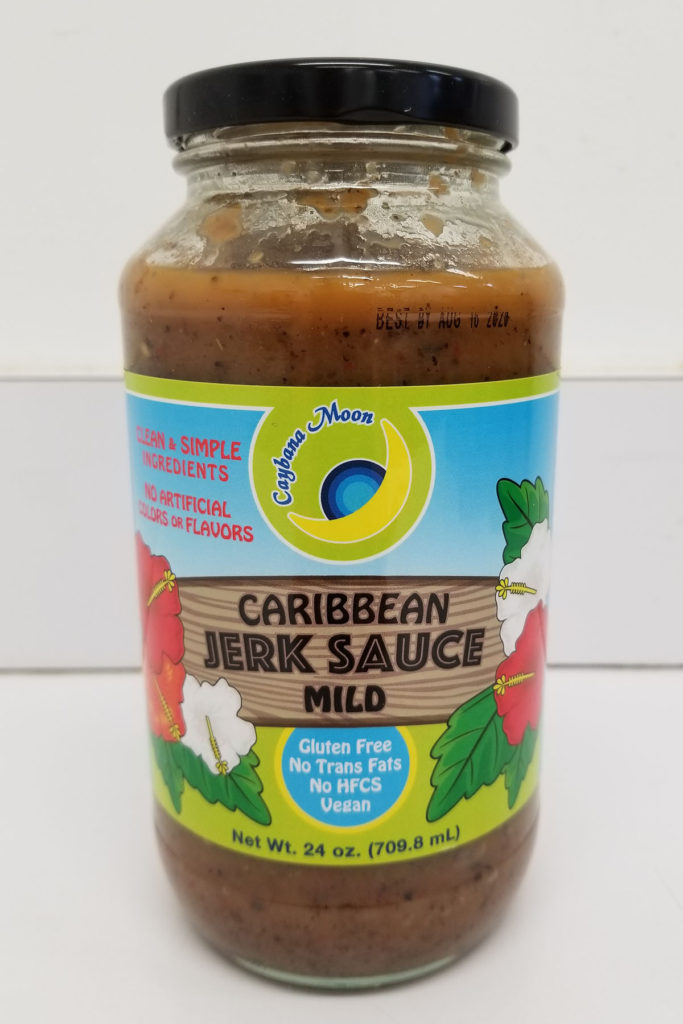 BEST BY AUG 16 2020
Caybana Moon
CLEAN & SIMPLE
INGREDIENTS
NO ARTIFICIAL
COLORS OR FLAVORS
CARIBBEAN
JERK SAUCE
MILD
Gluten Free
No Trans Fats
No HFCS
Vegan
Net Wt. 24 oz. (709.8 mL)